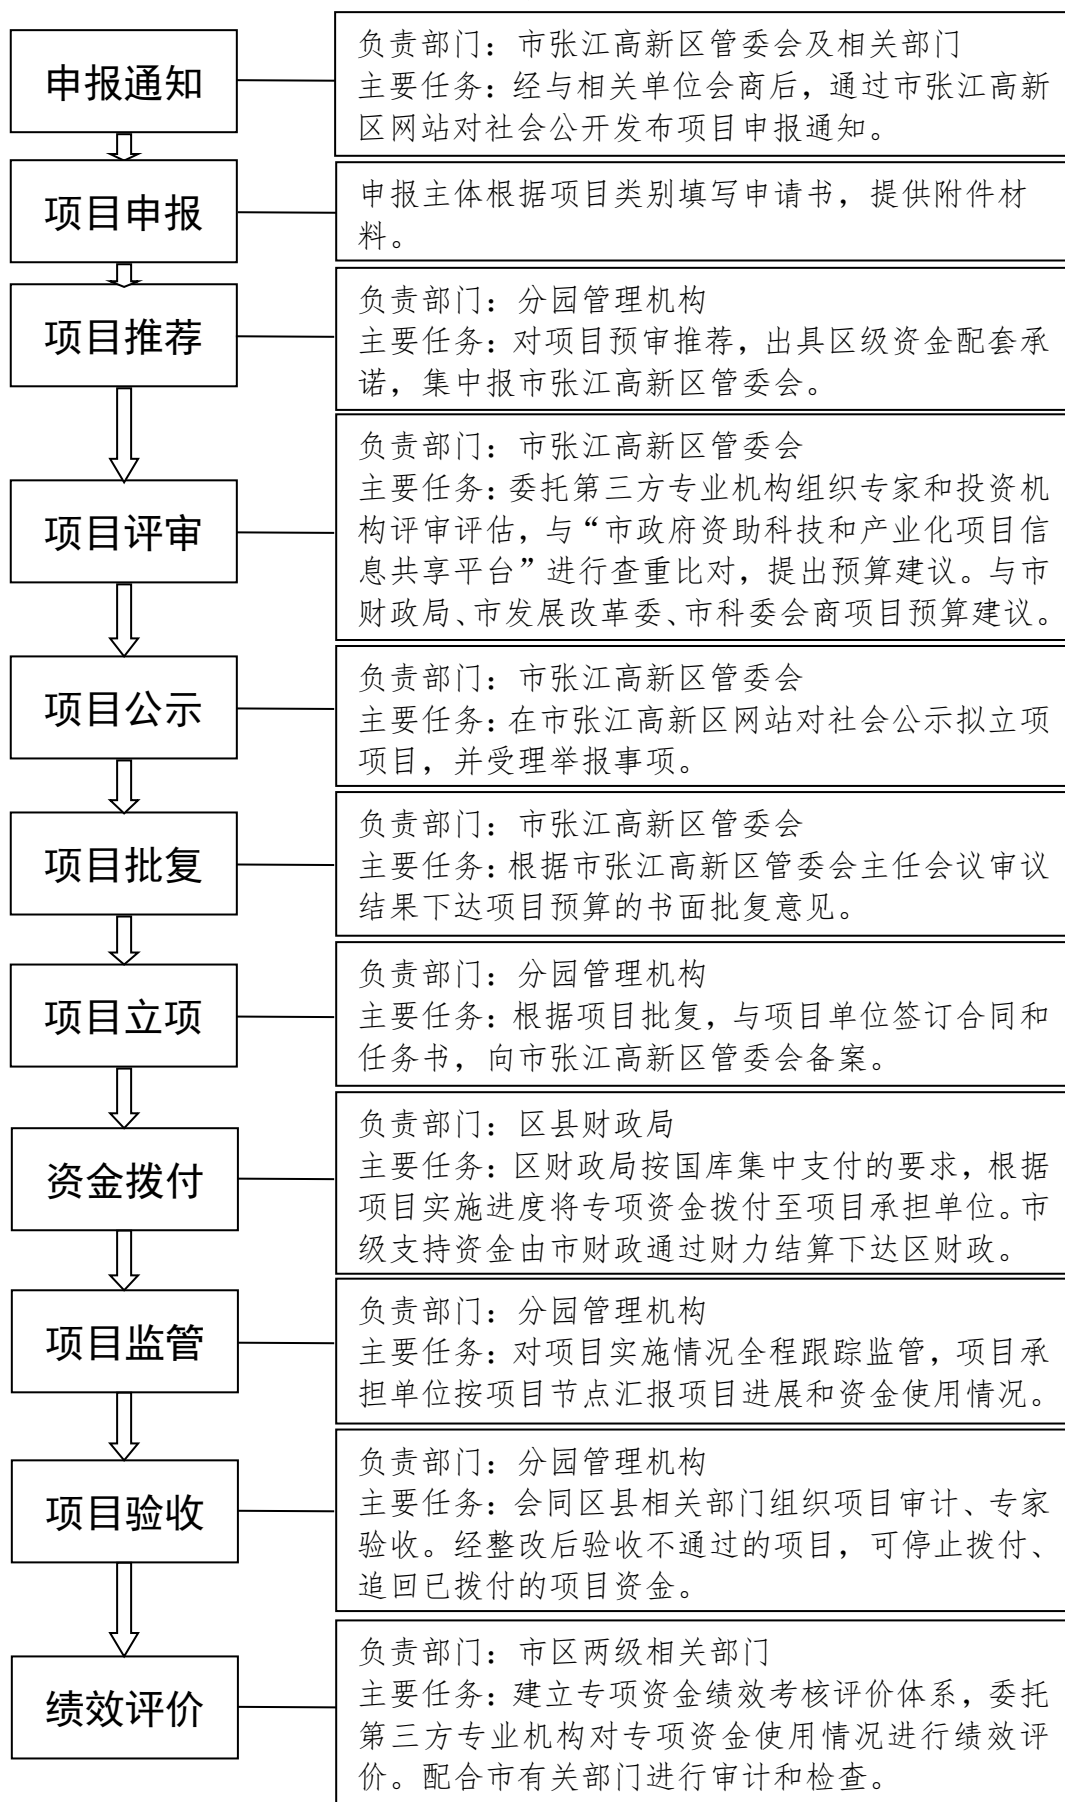 申报通知
负责部门：市张江高新区管委会及相关部门
主要任务：经与相关单位会商后，通过市张江高新
区网站对社会公开发布项目申报通知。
项目申报
申报主体根据项目类别填写申请书，提供附件材
料。
项目推荐
负责部门：分园管理机构
主要任务：对项目预审推荐，出具区级资金配套承
诺，集中报市张江高新区管委会。
项目评审
负责部门：市张江高新区管委会
主要任务：委托第三方专业机构组织专家和投资机
构评审评估，与“市政府资助科技和产业化项目信
息共享平台”进行查重比对，提出预算建议。与市
财政局、市发展改革委、市科委会商项目预算建议。
项目公示
负责部门：市张江高新区管委会
主要任务：在市张江高新区网站对社会公示拟立项
项目，并受理举报事项。
项目批复
负责部门：市张江高新区管委会
主要任务：根据市张江高新区管委会主任会议审议
结果下达项目预算的书面批复意见。
项目立项
负责部门：分园管理机构
主要任务：根据项目批复，与项目单位签订合同和
任务书，向市张江高新区管委会备案。
资金拨付
负责部门：区县财政局
主要任务：区财政局按国库集中支付的要求，根据
项目实施进度将专项资金拨付至项目承担单位。市
级支持资金由市财政通过财力结算下达区财政。
项目监管
负责部门：分园管理机构
主要任务：对项目实施情况全程跟踪监管，项目承
担单位按项目节点汇报项目进展和资金使用情况。
项目验收
负责部门：分园管理机构
主要任务：会同区县相关部门组织项目审计、专家
验收。经整改后验收不通过的项目，可停止拨付、
追回已拨付的项目资金。
绩效评价
负责部门：市区两级相关部门
主要任务：建立专项资金绩效考核评价体系，委托
第三方专业机构对专项资金使用情况进行绩效评
价。配合市有关部门进行审计和检查。